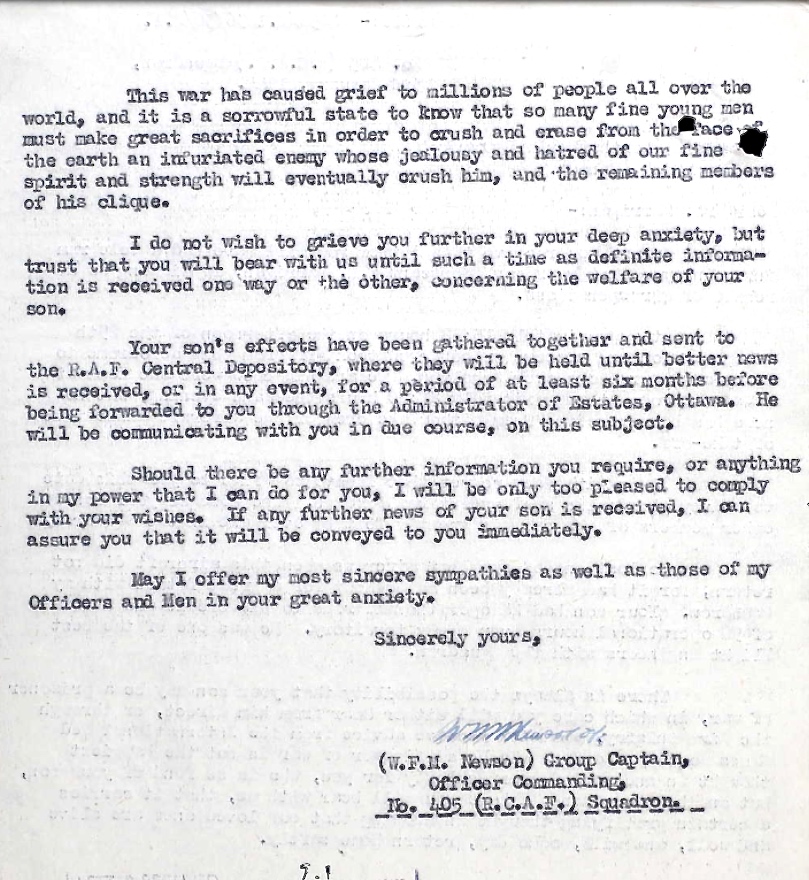 This war has caused grief to millions of people all over the
world, and it is a sorrowful state to know that so many fine young men
must make great sacrifices in order to crush and erase from the face of
the earth an infuriated enemy whose jealousy and hatred of our fine
spirit and strength will eventually crush him, and the remaining members
of his clique.
I do not wish to grieve you further in your deep anxiety, but
trust that you will bear with us until such a time as definite informa-
tion is received one way or the other, concerning the welfare of your
son.
Your son's effects have been gathered together and sent to
the R.A.F. Central Depository, where they will be held until better news
is received, or in any event, for a period of at least six months before
being forwarded to you through the Administrator of Estates, Ottawa. He
will be communicating with you in due course, on this subject.
Should there be any further information you require, or anything
in my power that I can do for you, I will be only too pleased to comply
with your wishes. If any further news of your son is received, I can
assure you that it will be conveyed to you immediately.
May I offer my most sincere sympathies as well as those of my
Officers and Men in your great anxiety.
Sincerely yours,
(W.F.M. Newson) Group Captain,
Officer Commanding,
No. 405 (R.C.A.F.) Squadron.